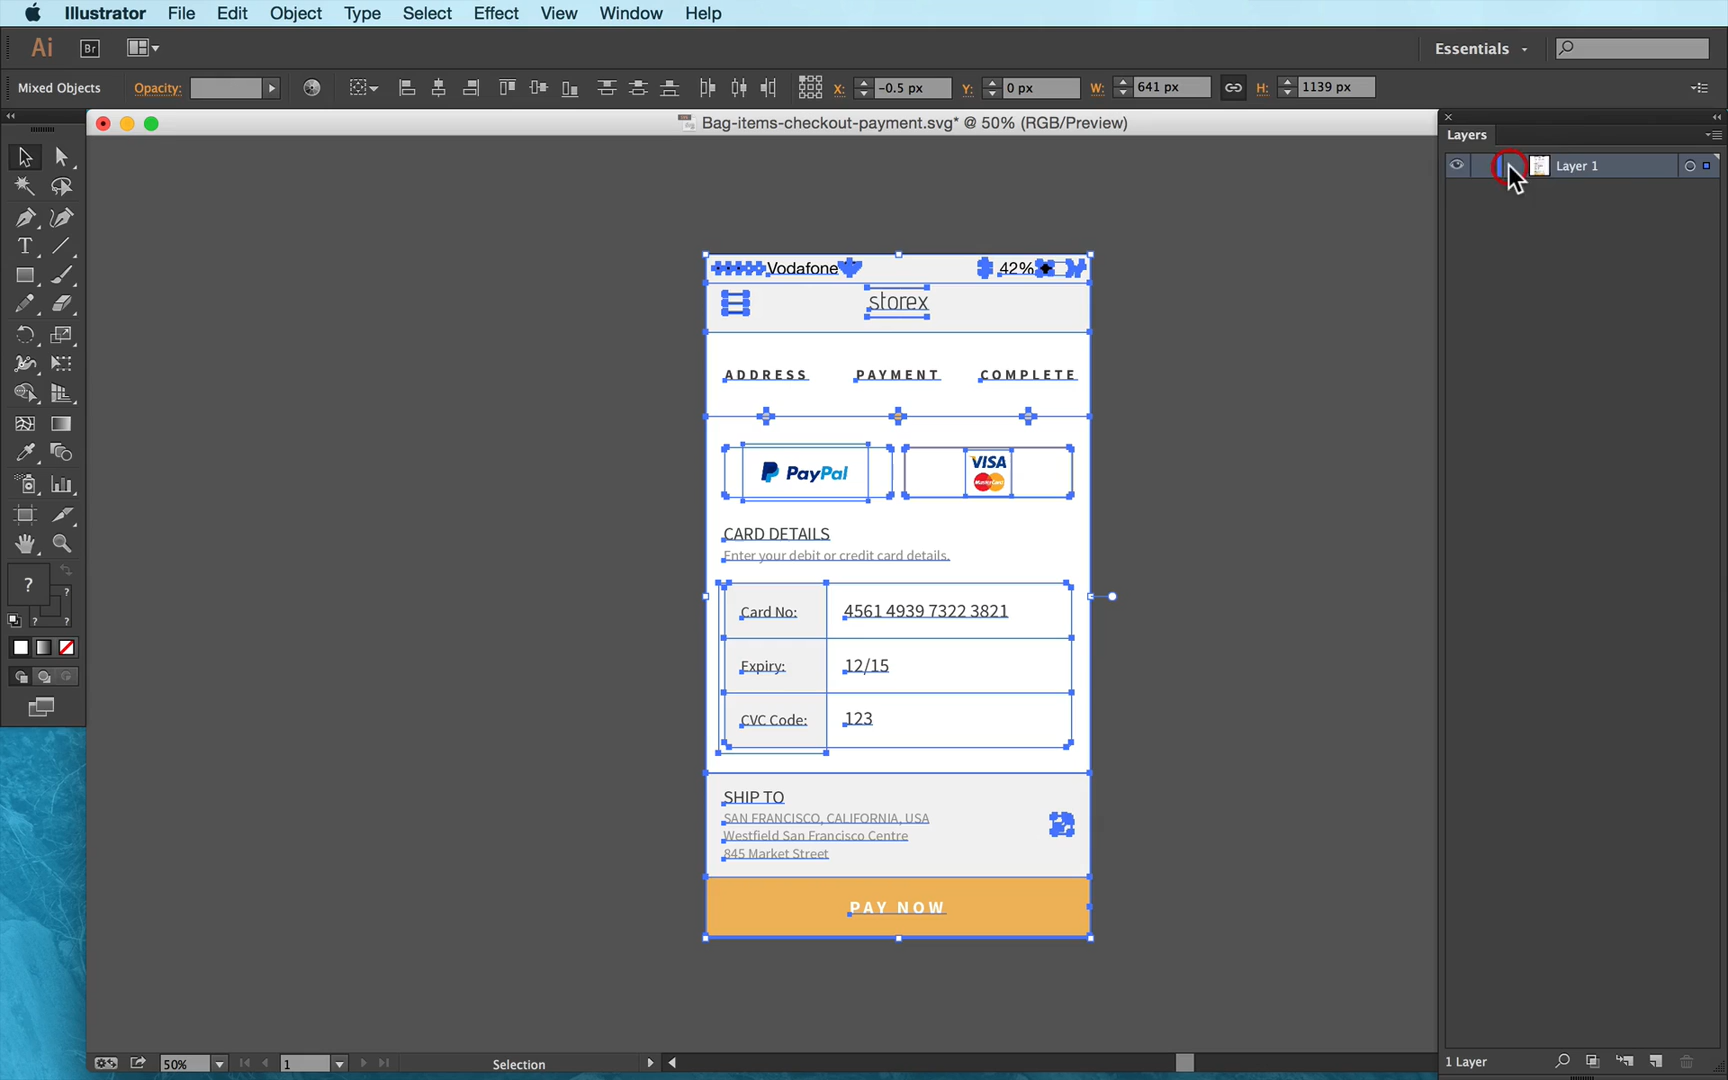 Illustrator File Edit Object Type Select Effect View Window Help
Ai Br Essentials
Mixed Objects Opacity: X: -0.5 px Y: 0 px W: 641 px H: 1139 px
Bag-items-checkout-payment.svg* @ 50% (RGB/Preview)
Layers
Layer 1
Vodafone 42%
storex
ADDRESS PAYMENT COMPLETE
PayPal
VISA
MasterCard
CARD DETAILS
Enter your debit or credit card details.
Card No: 4561 4939 7322 3821
Expiry: 12/15
CVC Code: 123
SHIP TO
SAN FRANCISCO, CALIFORNIA, USA
Westfield San Francisco Centre
845 Market Street
PAY NOW
? ? ? ?
50% 1 Selection
1 Layer